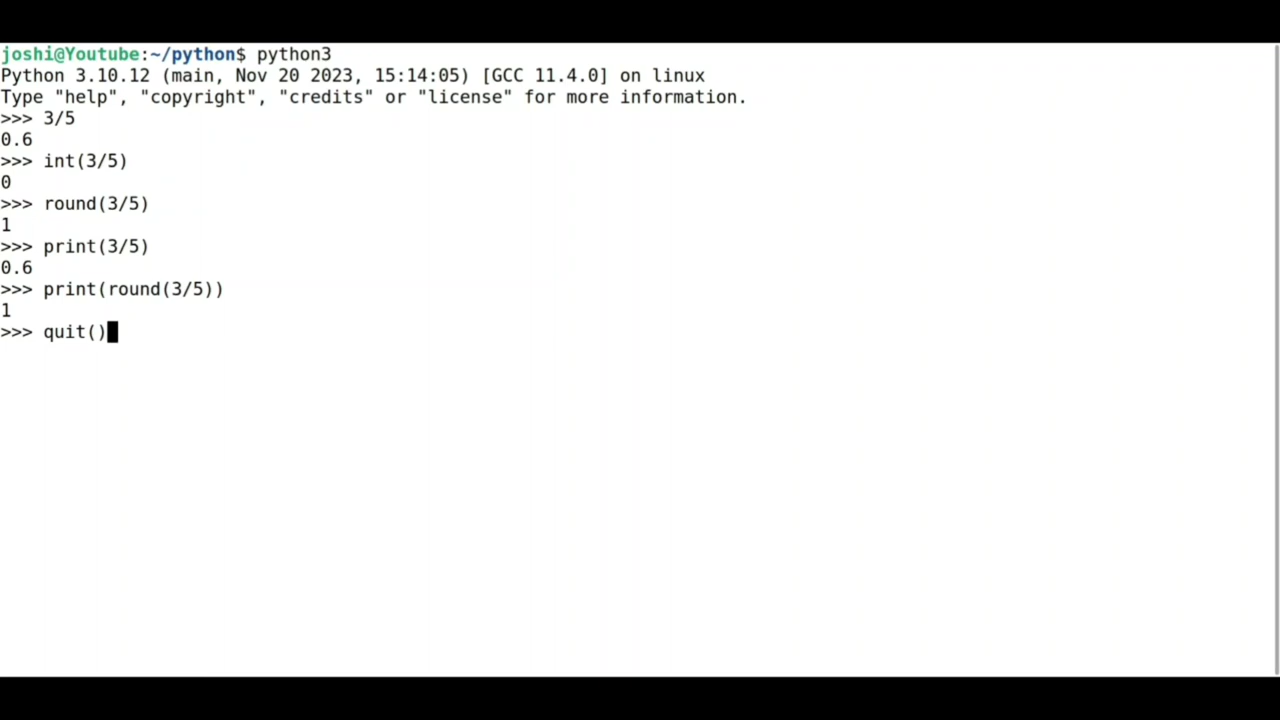 joshi@Youtube:~/python$ python3
Python 3.10.12 (main, Nov 20 2023, 15:14:05) [GCC 11.4.0] on linux
Type "help", "copyright", "credits" or "license" for more information.
>>> 3/5
0.6
>>> int(3/5)
0
>>> round(3/5)
1
>>> print(3/5)
0.6
>>> print(round(3/5))
1
>>> quit()